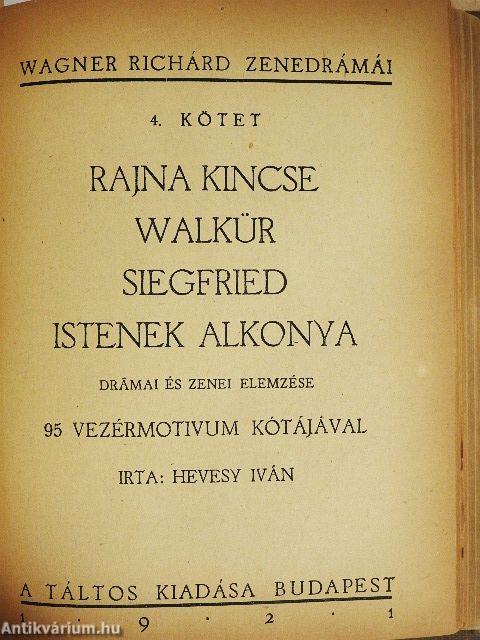 WAGNER RICHÁRD ZENEDRÁMÁI
4. KÖTET
RAJNA KINCSE
WALKÜR
SIEGFRIED
ISTENEK ALKONYA
DRÁMAI ÉS ZENEI ELEMZÉSE
95 VEZÉRMOTIVUM KÓTÁJÁVAL
IRTA: HEVESY IVÁN
A TÁLTOS KIADÁSA BUDAPEST
1 . 9 . 2 . 1
Antikvárium.hu